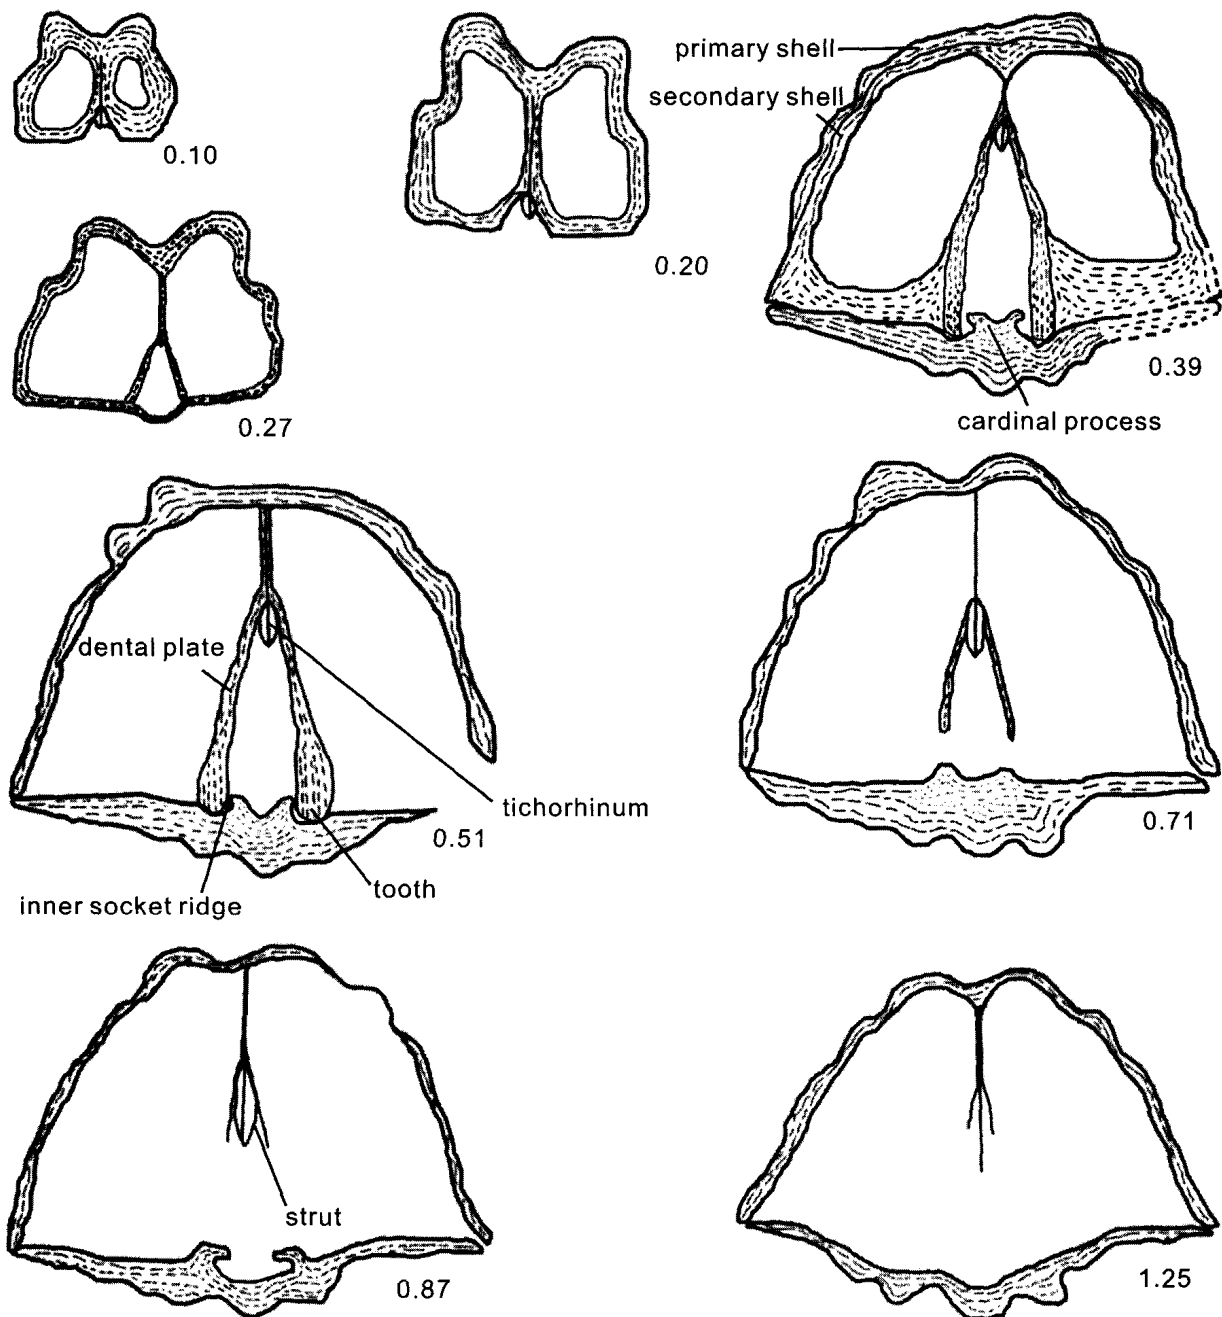 primary shell
secondary shell
0.10
0.20
0.39
0.27
cardinal process
dental plate
tichorhinum
0.51
0.71
tooth
inner socket ridge
strut
0.87
1.25